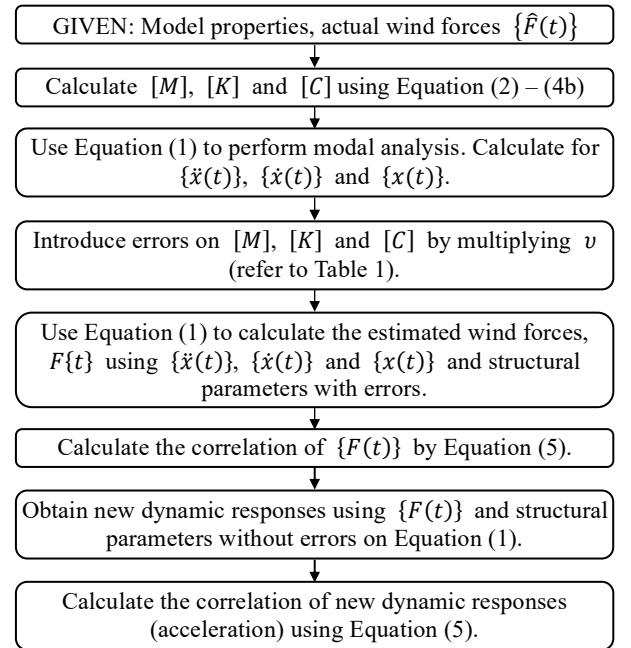 GIVEN: Model properties, actual wind forces {F̂(t)}
Calculate [M], [K] and [C] using Equation (2) – (4b)
Use Equation (1) to perform modal analysis. Calculate for
{ẍ(t)}, {ẋ(t)} and {x(t)}.
Introduce errors on [M], [K] and [C] by multiplying υ
(refer to Table 1).
Use Equation (1) to calculate the estimated wind forces,
F{t} using {ẍ(t)}, {ẋ(t)} and {x(t)} and structural
parameters with errors.
Calculate the correlation of {F(t)} by Equation (5).
Obtain new dynamic responses using {F(t)} and structural
parameters without errors on Equation (1).
Calculate the correlation of new dynamic responses
(acceleration) using Equation (5).